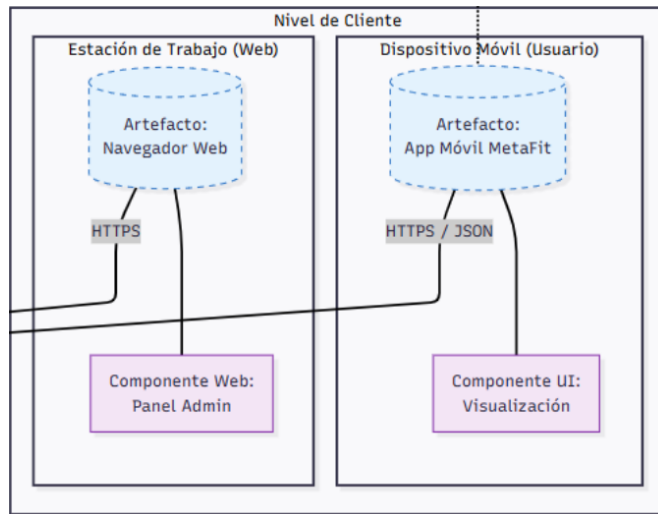 Nivel de Cliente
Estación de Trabajo (Web)
Dispositivo Móvil (Usuario)
Artefacto:
Navegador Web
Artefacto:
App Móvil MetaFit
HTTPS
HTTPS / JSON
Componente Web:
Panel Admin
Componente UI:
Visualización